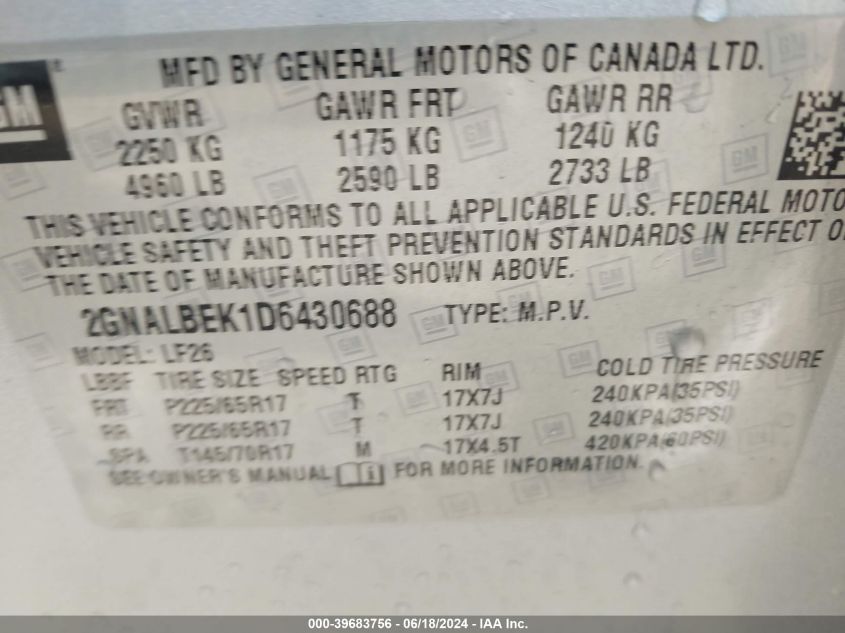 GM
MFD BY GENERAL MOTORS OF CANADA LTD.
GVWR GAWR FRT GAWR RR
2250 KG 1175 KG 1240 KG
4960 LB 2590 LB 2733 LB
THIS VEHICLE CONFORMS TO ALL APPLICABLE U.S. FEDERAL MOTO
VEHICLE SAFETY AND THEFT PREVENTION STANDARDS IN EFFECT O
THE DATE OF MANUFACTURE SHOWN ABOVE.
2GNALBEK1D6430688 TYPE: M.P.V.
MODEL: LF26
TIRE SIZE SPEED RTG RIM COLD TIRE PRESSURE
FRT P225/65R17 T 17X7J 240KPA(35PSI)
RR P225/65R17 T 17X7J 240KPA(35PSI)
SPA T145/70R17 M 17X4.5T 420KPA(60PSI)
SEE OWNER'S MANUAL FOR MORE INFORMATION.
000-39683756 - 06/18/2024 - IAA Inc.